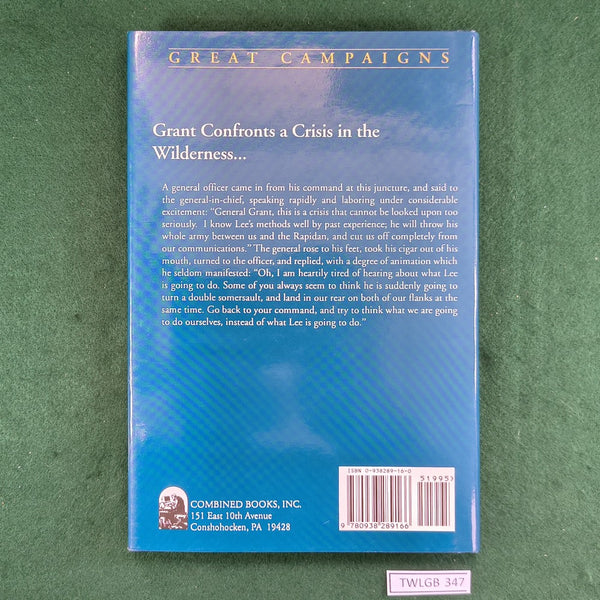 GREAT CAMPAIGNS
Grant Confronts a Crisis in the
Wilderness...
A general officer came in from his command at this juncture, and said to
the general-in-chief, speaking rapidly and laboring under considerable
excitement: “General Grant, this is a crisis that cannot be looked upon too
seriously. I know Lee's methods well by past experience; he will throw his
whole army between us and the Rapidan, and cut us off completely from
our communications.” The general rose to his feet, took his cigar out of his
mouth, turned to the officer, and replied, with a degree of animation which
he seldom manifested: “Oh, I am heartily tired of hearing about what Lee
is going to do. Some of you always seem to think he is suddenly going to
turn a double somersault, and land in our rear on both of our flanks at the
same time. Go back to your command, and try to think what we are going
to do ourselves, instead of what Lee is going to do.”
ISBN 0-938289-16-0
51995
9 780938 289166
COMBINED BOOKS, INC.
151 East 10th Avenue
Conshohocken, PA 19428
TWLGB 347